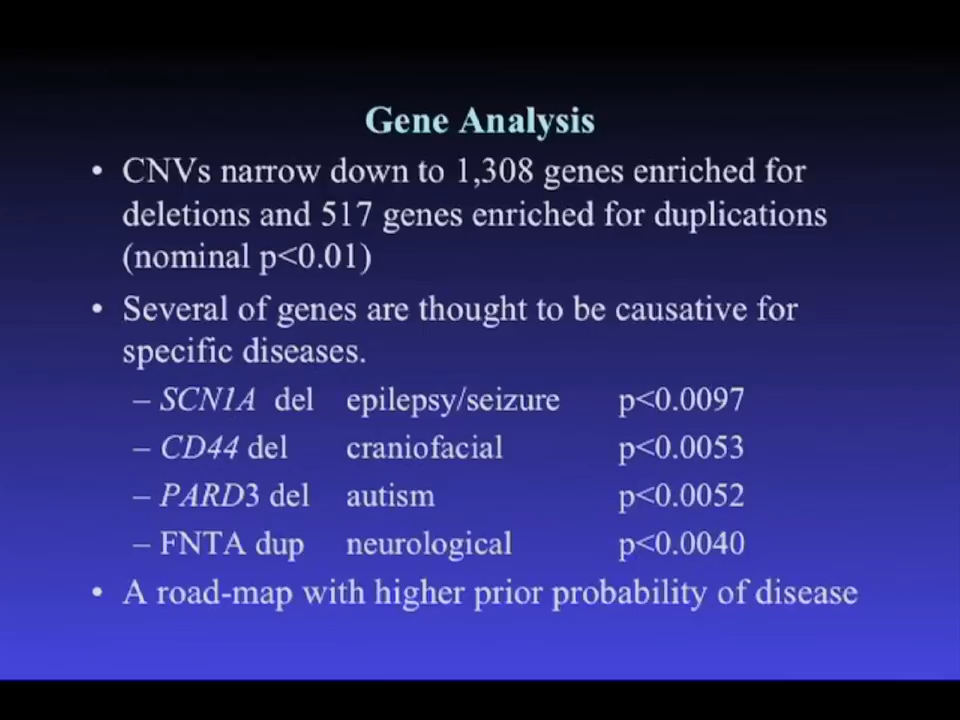 Gene Analysis
• CNVs narrow down to 1,308 genes enriched for
deletions and 517 genes enriched for duplications
(nominal p<0.01)
• Several of genes are thought to be causative for
specific diseases.
– SCN1A del epilepsy/seizure p<0.0097
– CD44 del craniofacial p<0.0053
– PARD3 del autism p<0.0052
– FNTA dup neurological p<0.0040
• A road-map with higher prior probability of disease